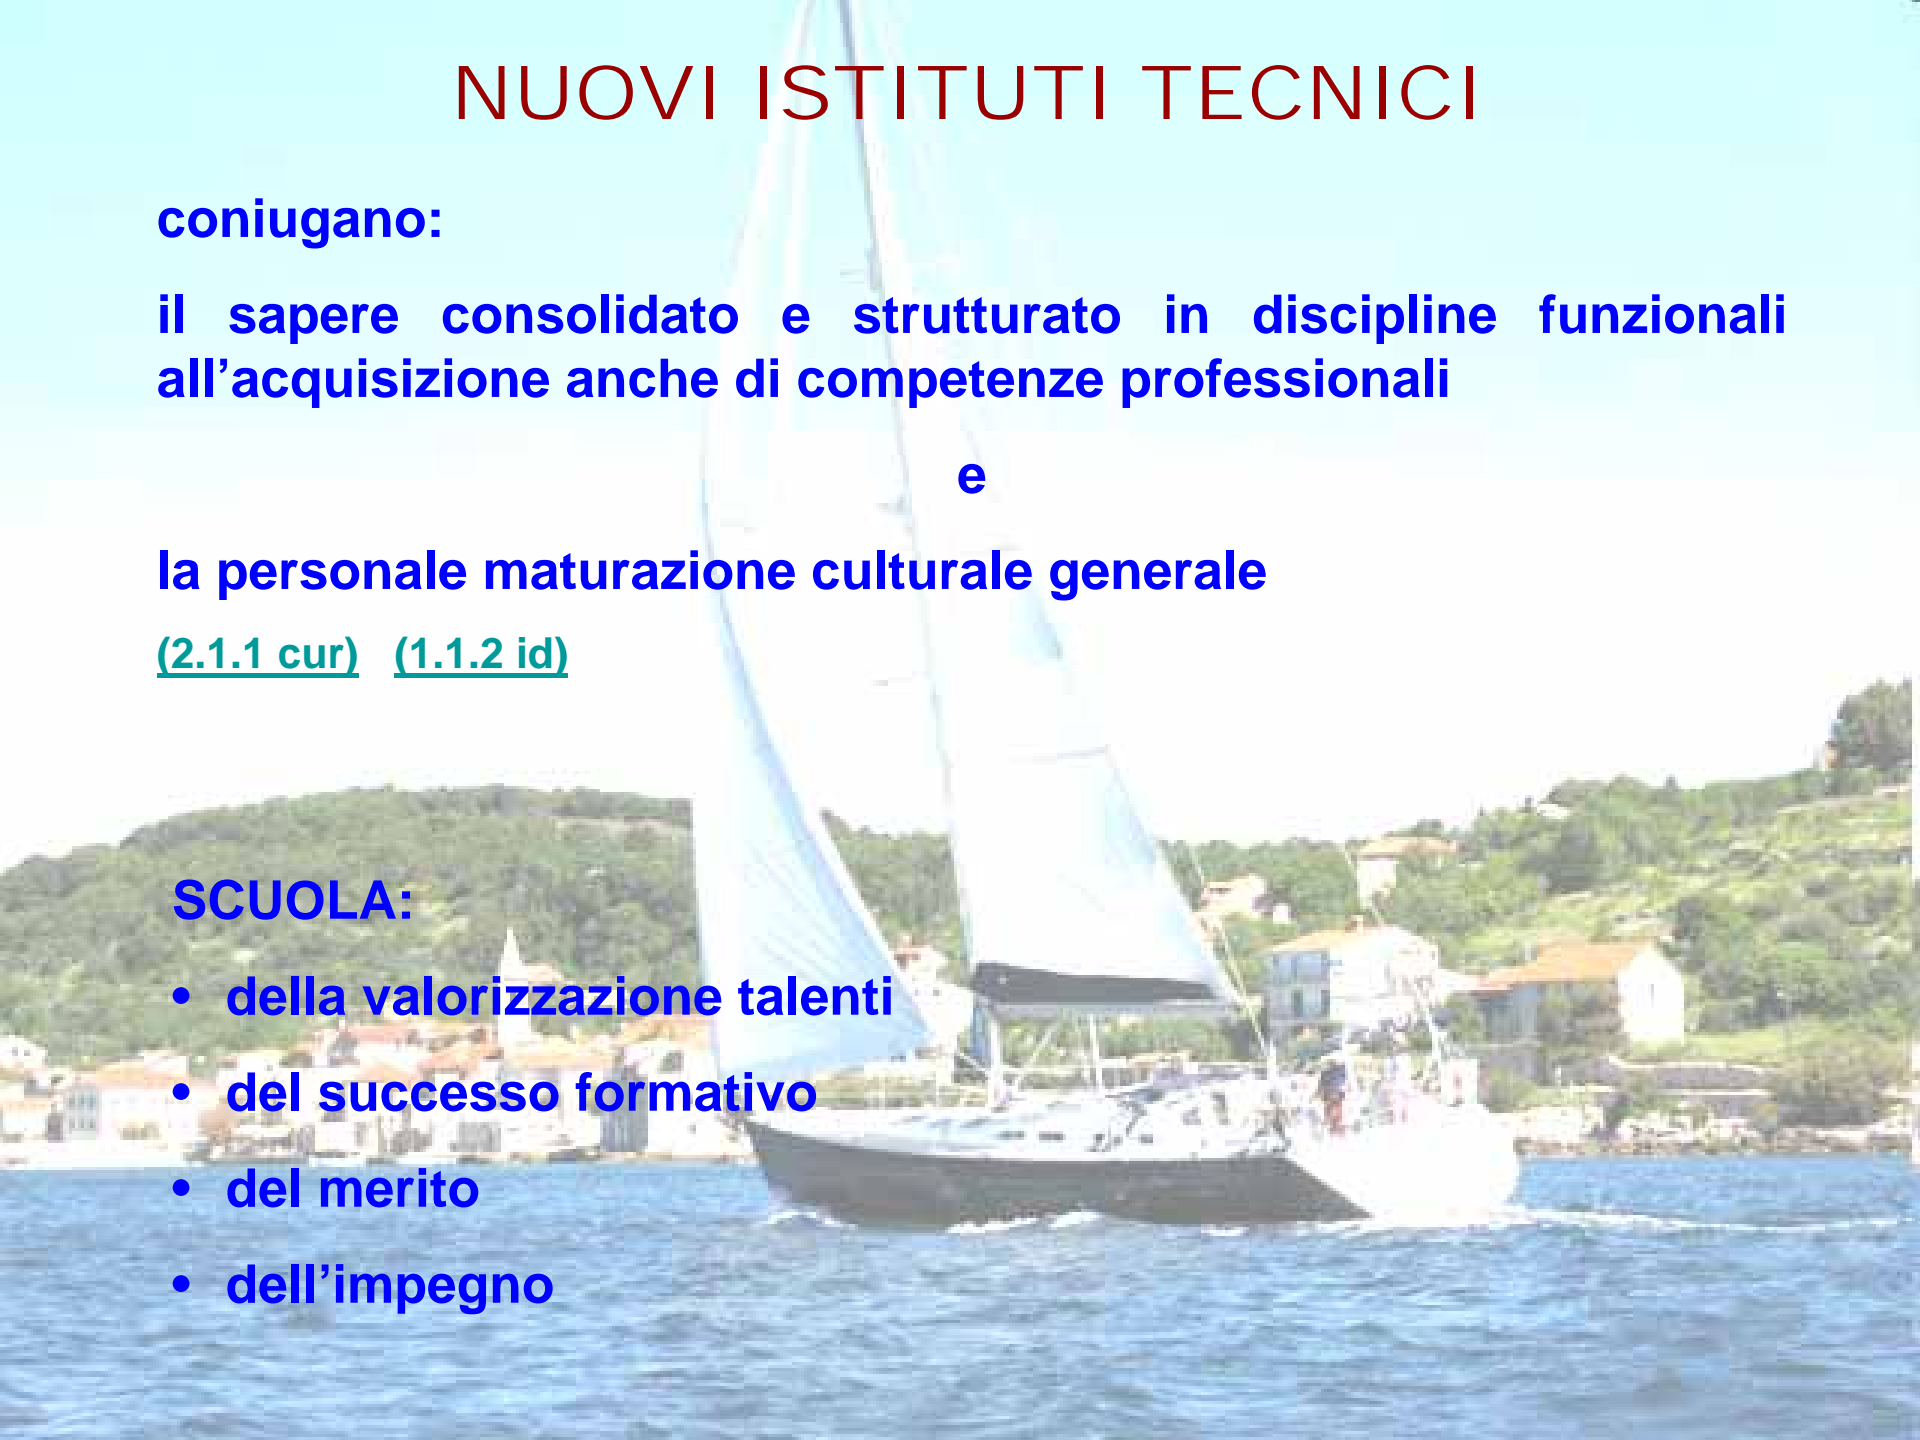 NUOVI ISTITUTI TECNICI
coniugano:
il sapere consolidato e strutturato in discipline funzionali
all’acquisizione anche di competenze professionali
e
la personale maturazione culturale generale
(2.1.1 cur) (1.1.2 id)
SCUOLA:
• della valorizzazione talenti
• del successo formativo
• del merito
• dell’impegno